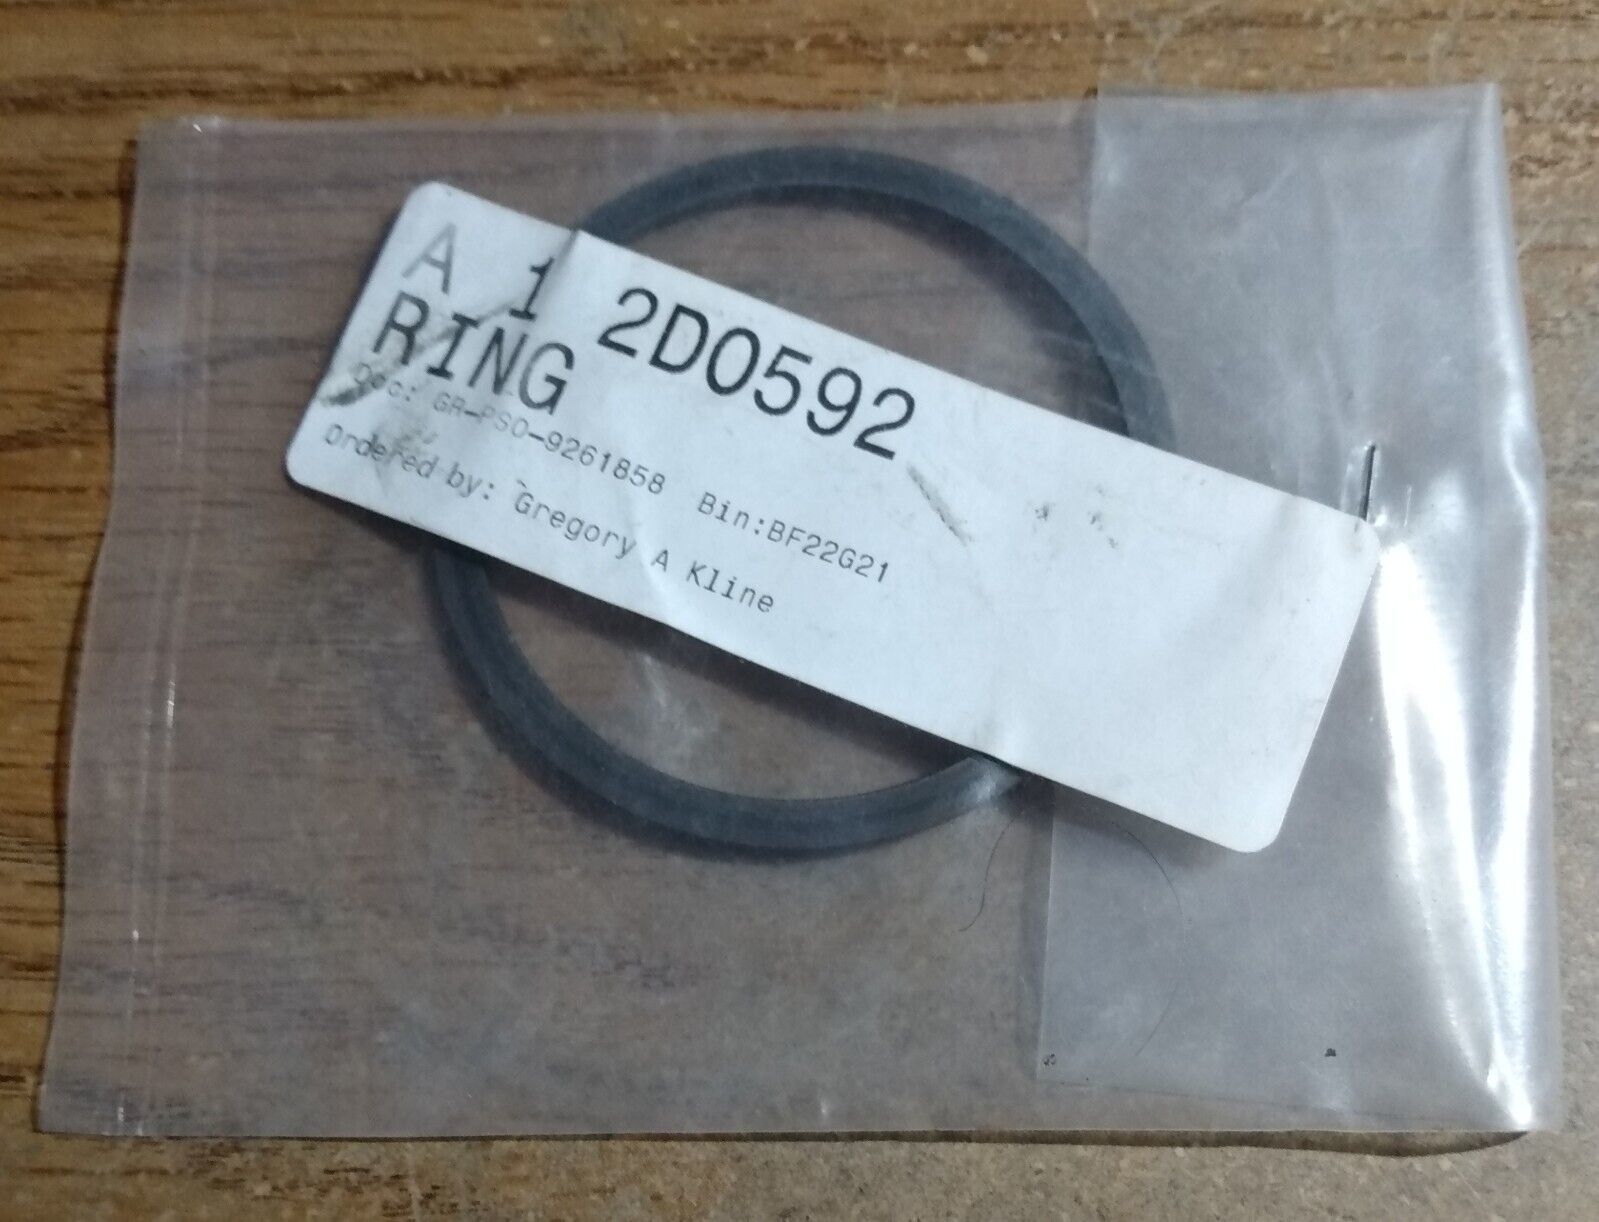 A 1 2D0592
RING
Doc: GR-PSO-9261858 Bin:BF22G21
Ordered by: Gregory A Kline